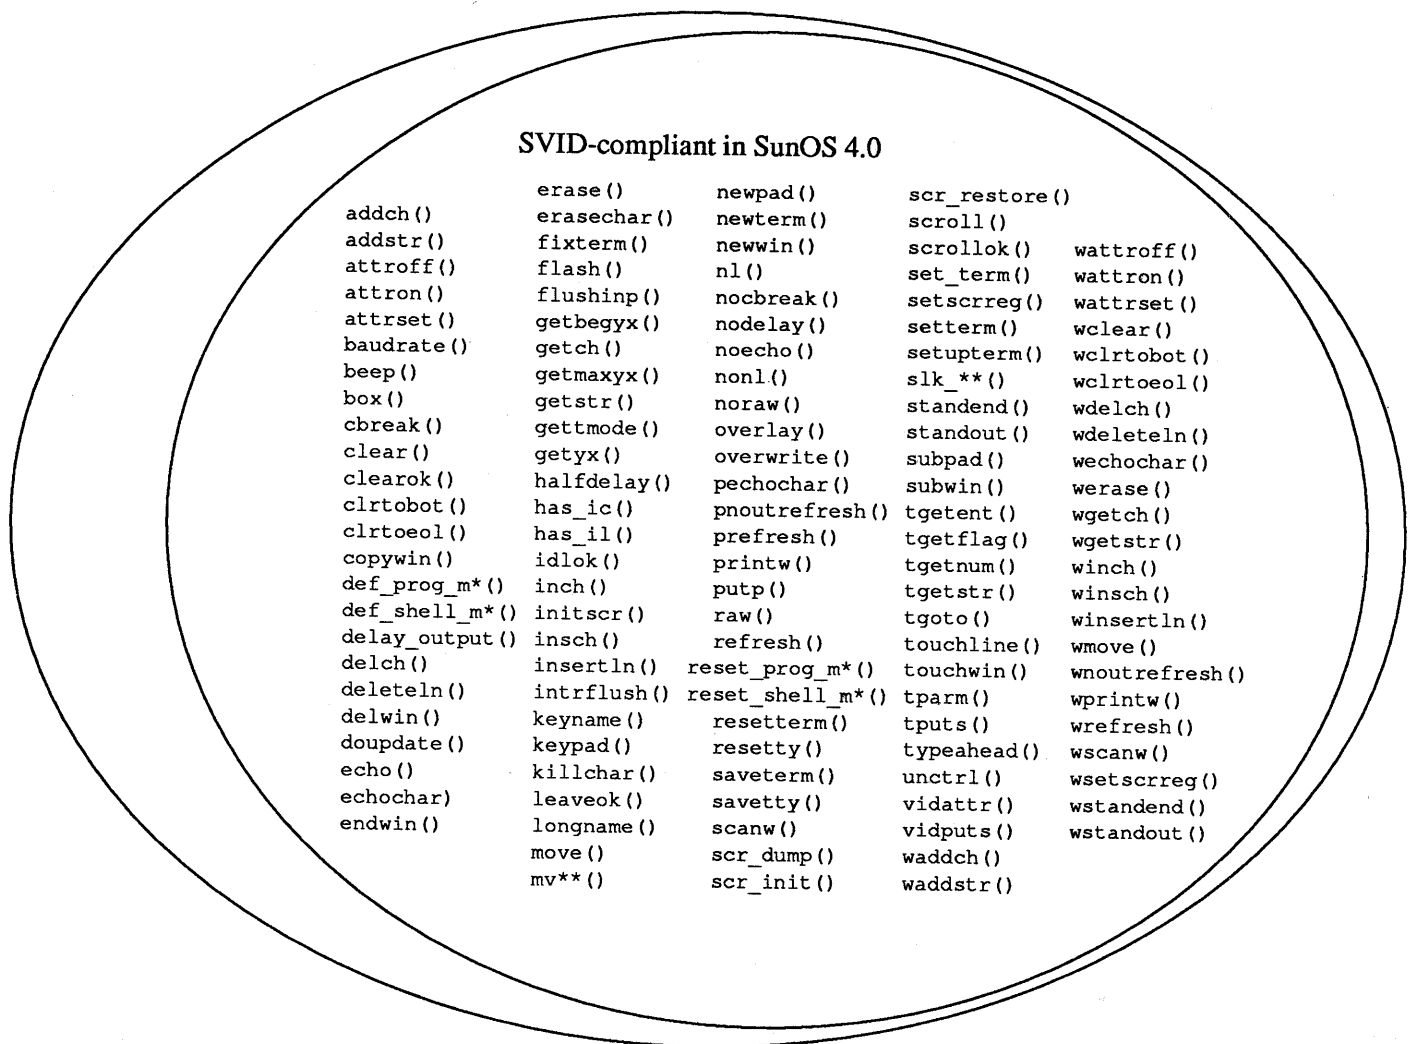 SVID-compliant in SunOS 4.0
addch()
addstr()
attroff()
attron()
attrset()
baudrate()
beep()
box()
cbreak()
clear()
clearok()
clrtobot()
clrtoeol()
copywin()
def_prog_m*()
def_shell_m*()
delay_output()
delch()
deleteln()
delwin()
doupdate()
echo()
echochar)
endwin()
erase()
erasechar()
fixterm()
flash()
flushinp()
getbegyx()
getch()
getmaxyx()
getstr()
gettmode()
getyx()
halfdelay()
has_ic()
has_il()
idlok()
inch()
initscr()
insch()
insertln()
intrflush()
keyname()
keypad()
killchar()
leaveok()
longname()
move()
mv**()
newpad()
newterm()
newwin()
nl()
nocbreak()
nodelay()
noecho()
nonl()
noraw()
overlay()
overwrite()
pechochar()
pnoutrefresh()
prefresh()
printw()
putp()
raw()
refresh()
reset_prog_m*()
reset_shell_m*()
resetterm()
resetty()
saveterm()
savetty()
scanw()
scr_dump()
scr_init()
scr_restore()
scroll()
scrollok()
set_term()
setscrreg()
setterm()
setupterm()
slk_**()
standend()
standout()
subpad()
subwin()
tgetent()
tgetflag()
tgetnum()
tgetstr()
tgoto()
touchline()
touchwin()
tparm()
tputs()
typeahead()
unctrl()
vidattr()
vidputs()
waddch()
waddstr()
wattroff()
wattron()
wattrset()
wclear()
wclrtobot()
wclrtoeol()
wdelch()
wdeleteln()
wechochar()
werase()
wgetch()
wgetstr()
winch()
winsch()
winsertln()
wmove()
wnoutrefresh()
wprintw()
wrefresh()
wscanw()
wsetscrreg()
wstandend()
wstandout()